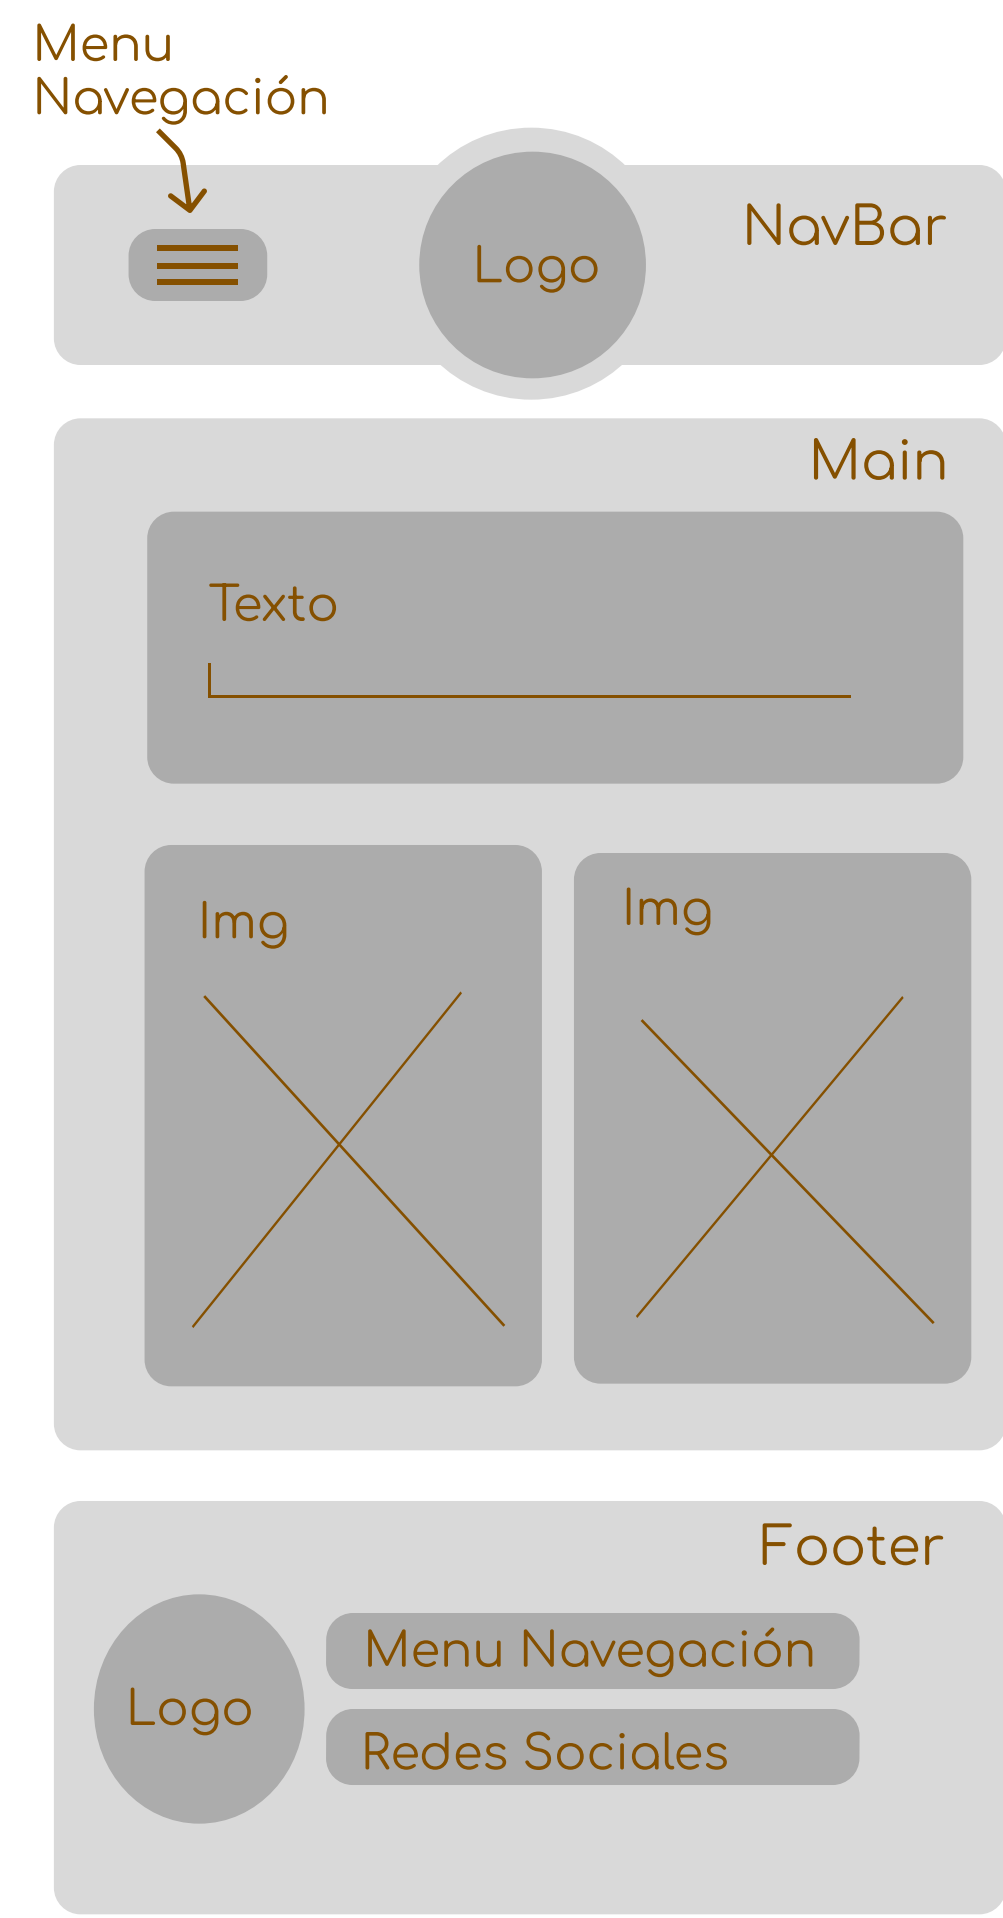 Menu
Navegación
NavBar
Logo
Main
Texto
Img
Img
Footer
Menu Navegación
Logo
Redes Sociales